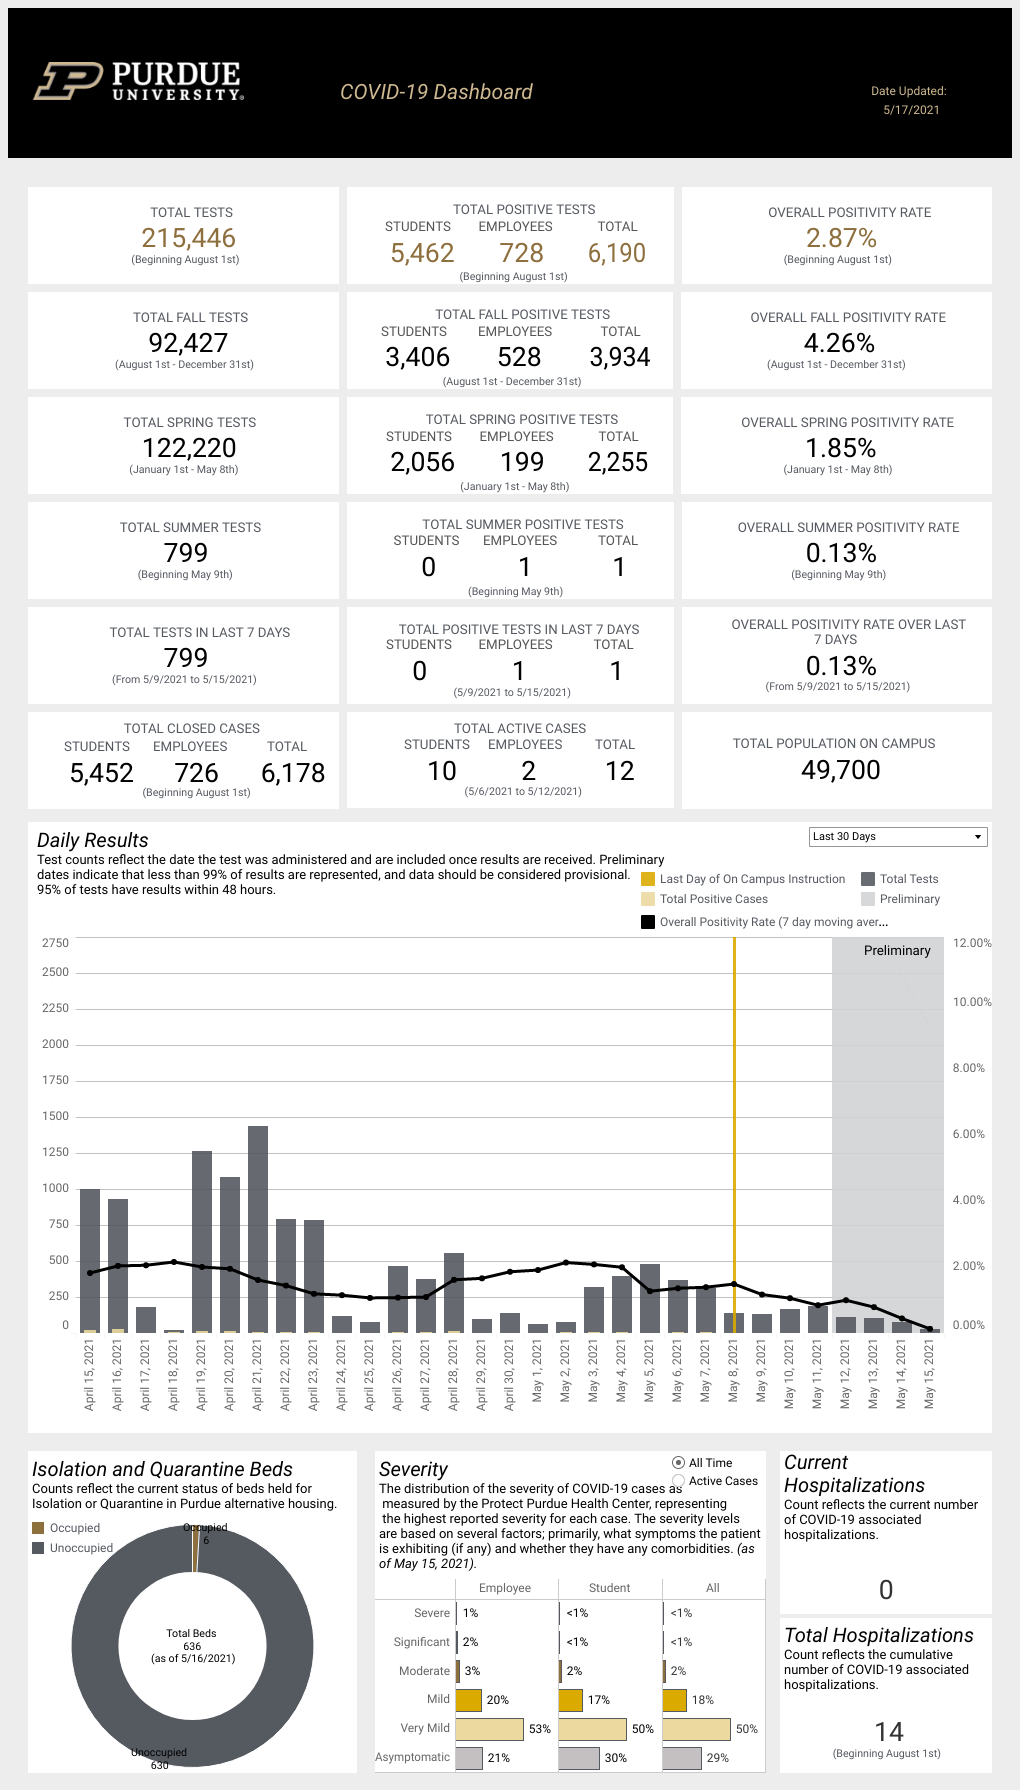 PURDUE
UNIVERSITY®
COVID-19 Dashboard
Date Updated:
5/17/2021
TOTAL TESTS
215,446
(Beginning August 1st)
TOTAL POSITIVE TESTS
STUDENTS EMPLOYEES TOTAL
5,462 728 6,190
(Beginning August 1st)
OVERALL POSITIVITY RATE
2.87%
(Beginning August 1st)
TOTAL FALL TESTS
92,427
(August 1st - December 31st)
TOTAL FALL POSITIVE TESTS
STUDENTS EMPLOYEES TOTAL
3,406 528 3,934
(August 1st - December 31st)
OVERALL FALL POSITIVITY RATE
4.26%
(August 1st - December 31st)
TOTAL SPRING TESTS
122,220
(January 1st - May 8th)
TOTAL SPRING POSITIVE TESTS
STUDENTS EMPLOYEES TOTAL
2,056 199 2,255
(January 1st - May 8th)
OVERALL SPRING POSITIVITY RATE
1.85%
(January 1st - May 8th)
TOTAL SUMMER TESTS
799
(Beginning May 9th)
TOTAL SUMMER POSITIVE TESTS
STUDENTS EMPLOYEES TOTAL
0 1 1
(Beginning May 9th)
OVERALL SUMMER POSITIVITY RATE
0.13%
(Beginning May 9th)
TOTAL TESTS IN LAST 7 DAYS
799
(From 5/9/2021 to 5/15/2021)
TOTAL POSITIVE TESTS IN LAST 7 DAYS
STUDENTS EMPLOYEES TOTAL
0 1 1
(5/9/2021 to 5/15/2021)
OVERALL POSITIVITY RATE OVER LAST
7 DAYS
0.13%
(From 5/9/2021 to 5/15/2021)
TOTAL CLOSED CASES
STUDENTS EMPLOYEES TOTAL
5,452 726 6,178
(Beginning August 1st)
TOTAL ACTIVE CASES
STUDENTS EMPLOYEES TOTAL
10 2 12
(5/6/2021 to 5/12/2021)
TOTAL POPULATION ON CAMPUS
49,700
Daily Results
Last 30 Days
Test counts reflect the date the test was administered and are included once results are received. Preliminary
dates indicate that less than 99% of results are represented, and data should be considered provisional.
95% of tests have results within 48 hours.
Last Day of On Campus Instruction Total Tests
Total Positive Cases Preliminary
Overall Positivity Rate (7 day moving aver...
Preliminary
2750
2500
2250
2000
1750
1500
1250
1000
750
500
250
0
12.00%
10.00%
8.00%
6.00%
4.00%
2.00%
0.00%
April 15, 2021
April 16, 2021
April 17, 2021
April 18, 2021
April 19, 2021
April 20, 2021
April 21, 2021
April 22, 2021
April 23, 2021
April 24, 2021
April 25, 2021
April 26, 2021
April 27, 2021
April 28, 2021
April 29, 2021
April 30, 2021
May 1, 2021
May 2, 2021
May 3, 2021
May 4, 2021
May 5, 2021
May 6, 2021
May 7, 2021
May 8, 2021
May 9, 2021
May 10, 2021
May 11, 2021
May 12, 2021
May 13, 2021
May 14, 2021
May 15, 2021
Isolation and Quarantine Beds
Counts reflect the current status of beds held for
Isolation or Quarantine in Purdue alternative housing.
Occupied
Unoccupied
Occupied
6
Total Beds
636
(as of 5/16/2021)
Unoccupied
630
Severity
All Time
Active Cases
The distribution of the severity of COVID-19 cases as
measured by the Protect Purdue Health Center, representing
the highest reported severity for each case. The severity levels
are based on several factors; primarily, what symptoms the patient
is exhibiting (if any) and whether they have any comorbidities. (as
of May 15, 2021).
Employee Student All
Severe 1% <1% <1%
Significant 2% <1% <1%
Moderate 3% 2% 2%
Mild 20% 17% 18%
Very Mild 53% 50% 50%
Asymptomatic 21% 30% 29%
Current
Hospitalizations
Count reflects the current number
of COVID-19 associated
hospitalizations.
0
Total Hospitalizations
Count reflects the cumulative
number of COVID-19 associated
hospitalizations.
14
(Beginning August 1st)